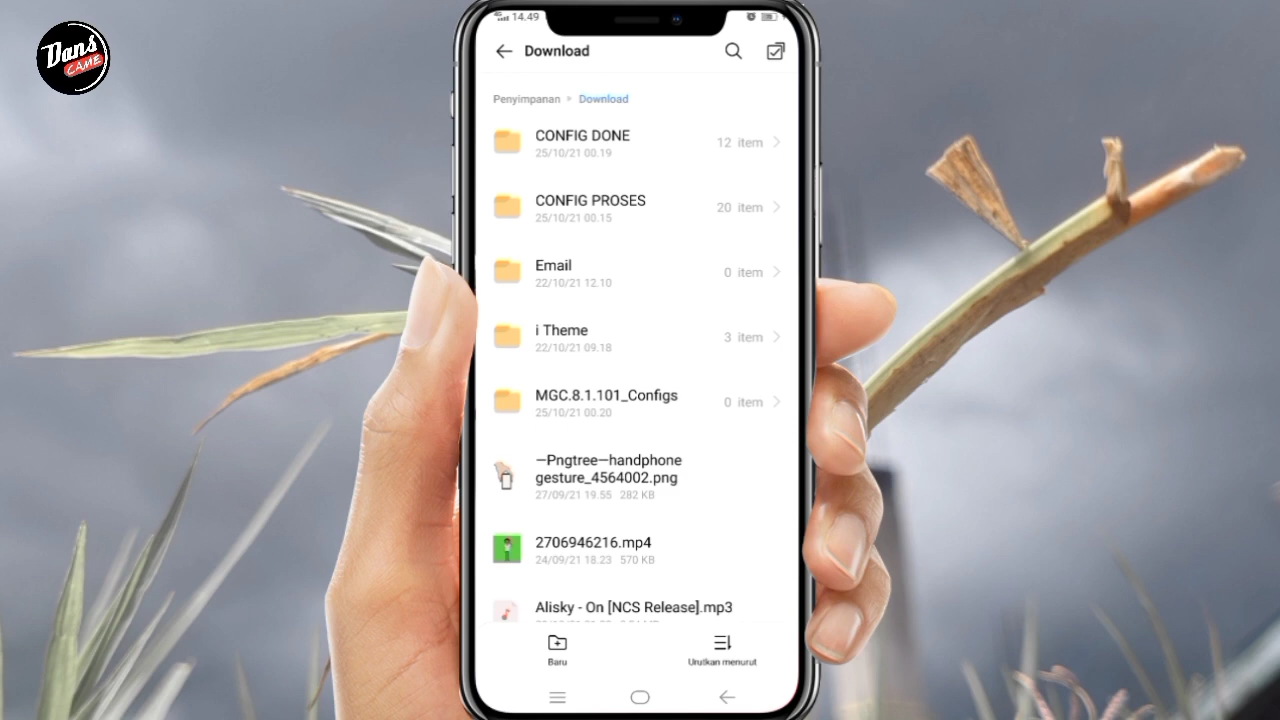 Dans
CAME
4G 14.49
Download
Penyimpanan » Download
CONFIG DONE
25/10/21 00.19
12 item
CONFIG PROSES
25/10/21 00.15
20 item
Email
22/10/21 12.10
0 item
i Theme
22/10/21 09.18
3 item
MGC.8.1.101_Configs
25/10/21 00.20
0 item
—Pngtree—handphone
gesture_4564002.png
27/09/21 19.55 282 KB
2706946216.mp4
24/09/21 18.23 570 KB
Alisky - On [NCS Release].mp3
Baru
Urutkan menurut